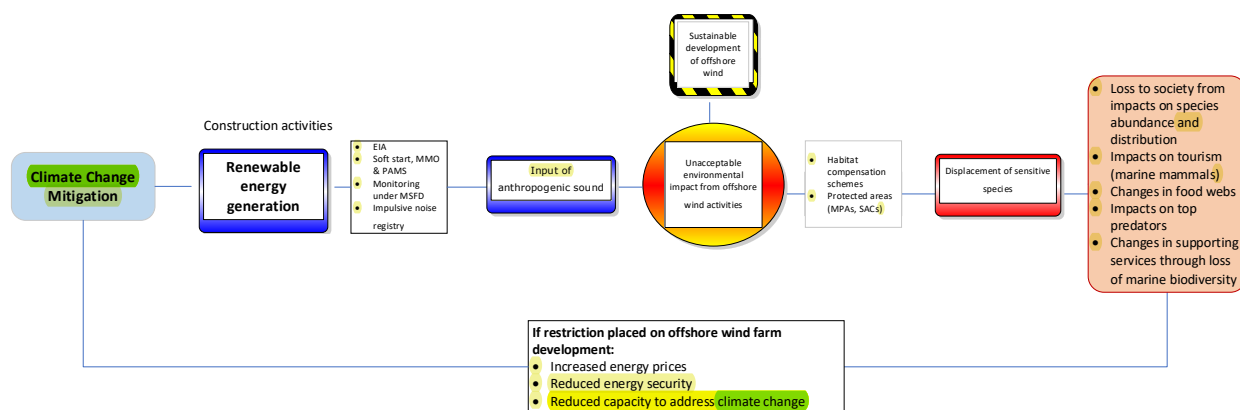 Sustainable
development
of offshore
wind
Construction activities
Climate Change
Mitigation
Renewable
energy
generation
• EIA
• Soft start, MMO
& PAMS
• Monitoring
under MSFD
• Impulsive noise
registry
Input of
anthropogenic sound
Unacceptable
environmental
impact from offshore
wind activities
• Habitat
compensation
schemes
• Protected areas
(MPAs, SACs)
Displacement of sensitive
species
• Loss to society from
impacts on species
abundance and
distribution
• Impacts on tourism
(marine mammals)
• Changes in food webs
• Impacts on top
predators
• Changes in supporting
services through loss
of marine biodiversity
If restriction placed on offshore wind farm
development:
• Increased energy prices
• Reduced energy security
• Reduced capacity to address climate change